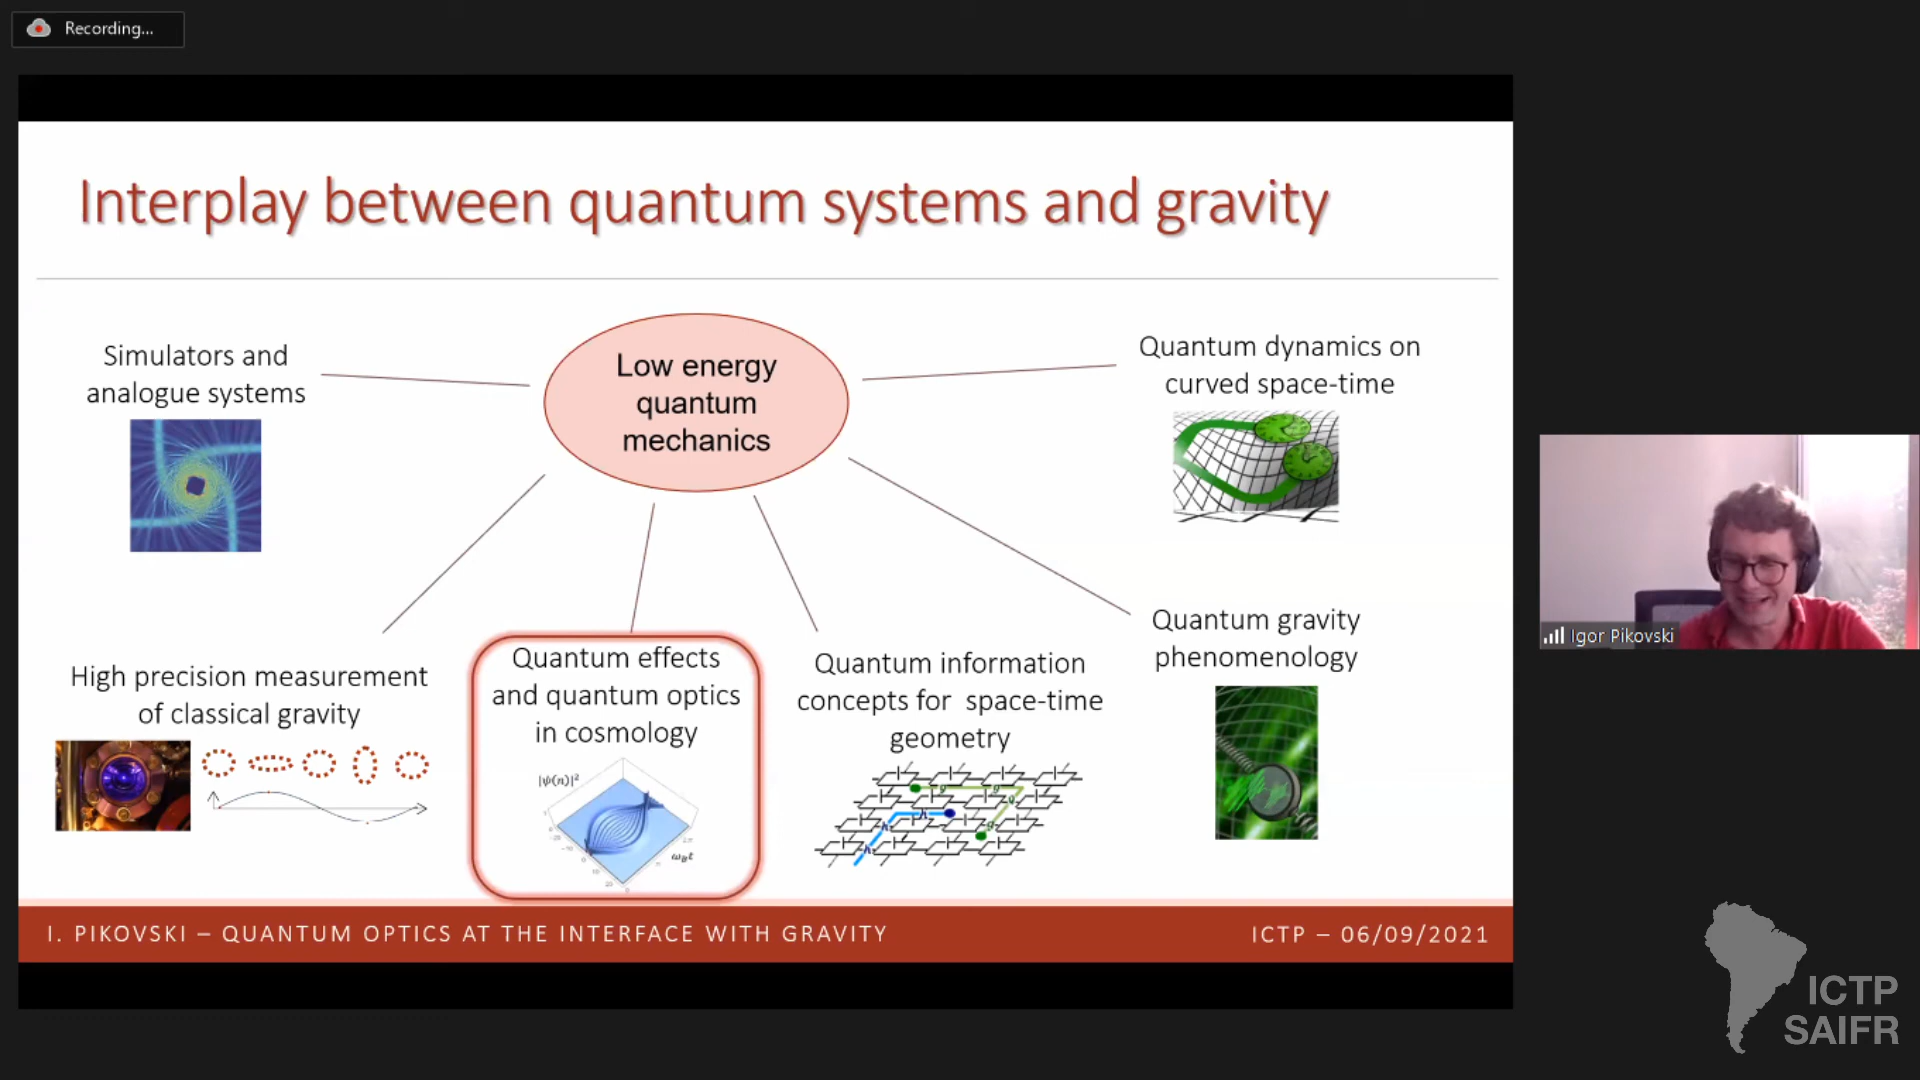 Recording...
Interplay between quantum systems and gravity
Low energy
quantum
mechanics
Simulators and
analogue systems
Quantum dynamics on
curved space-time
High precision measurement
of classical gravity
Quantum effects
and quantum optics
in cosmology
|ψ(n)|²
Quantum information
concepts for space-time
geometry
Quantum gravity
phenomenology
I. PIKOVSKI – QUANTUM OPTICS AT THE INTERFACE WITH GRAVITY
ICTP – 06/09/2021
Igor Pikovski
ICTP
SAIFR